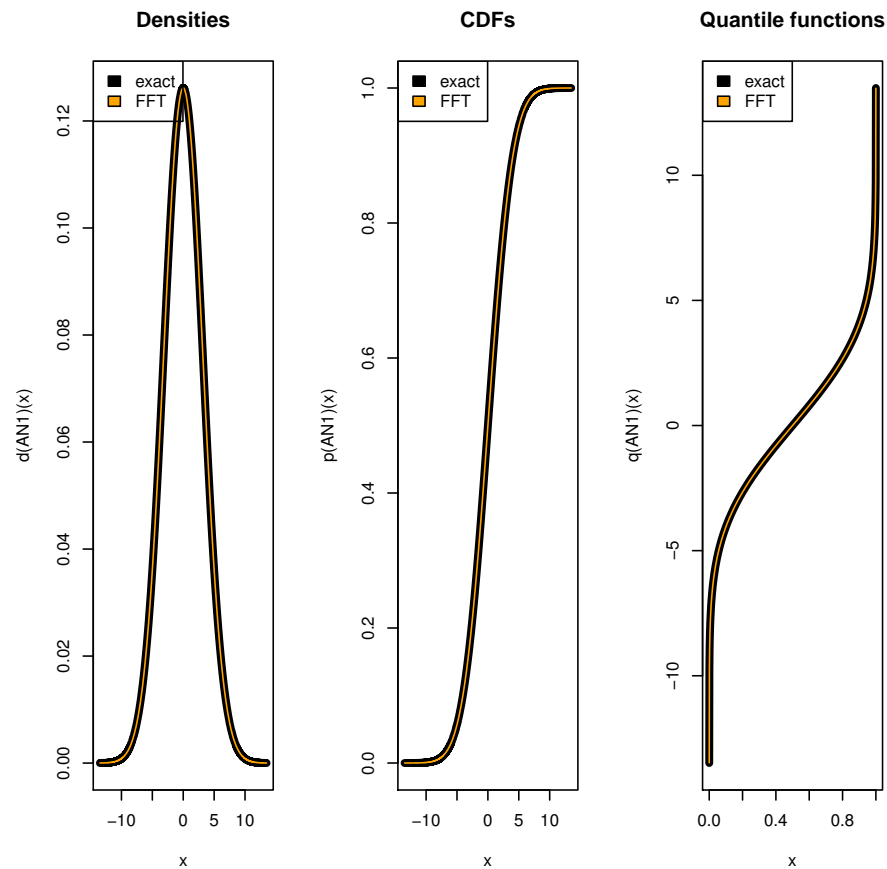 Densities
exact
FFT
d(AN1)(x)
0.00
0.02
0.04
0.06
0.08
0.10
0.12
−10
0
5
10
x
CDFs
exact
FFT
p(AN1)(x)
0.0
0.2
0.4
0.6
0.8
1.0
−10
0
5
10
x
Quantile functions
exact
FFT
q(AN1)(x)
−10
−5
0
5
10
0.0
0.4
0.8
x